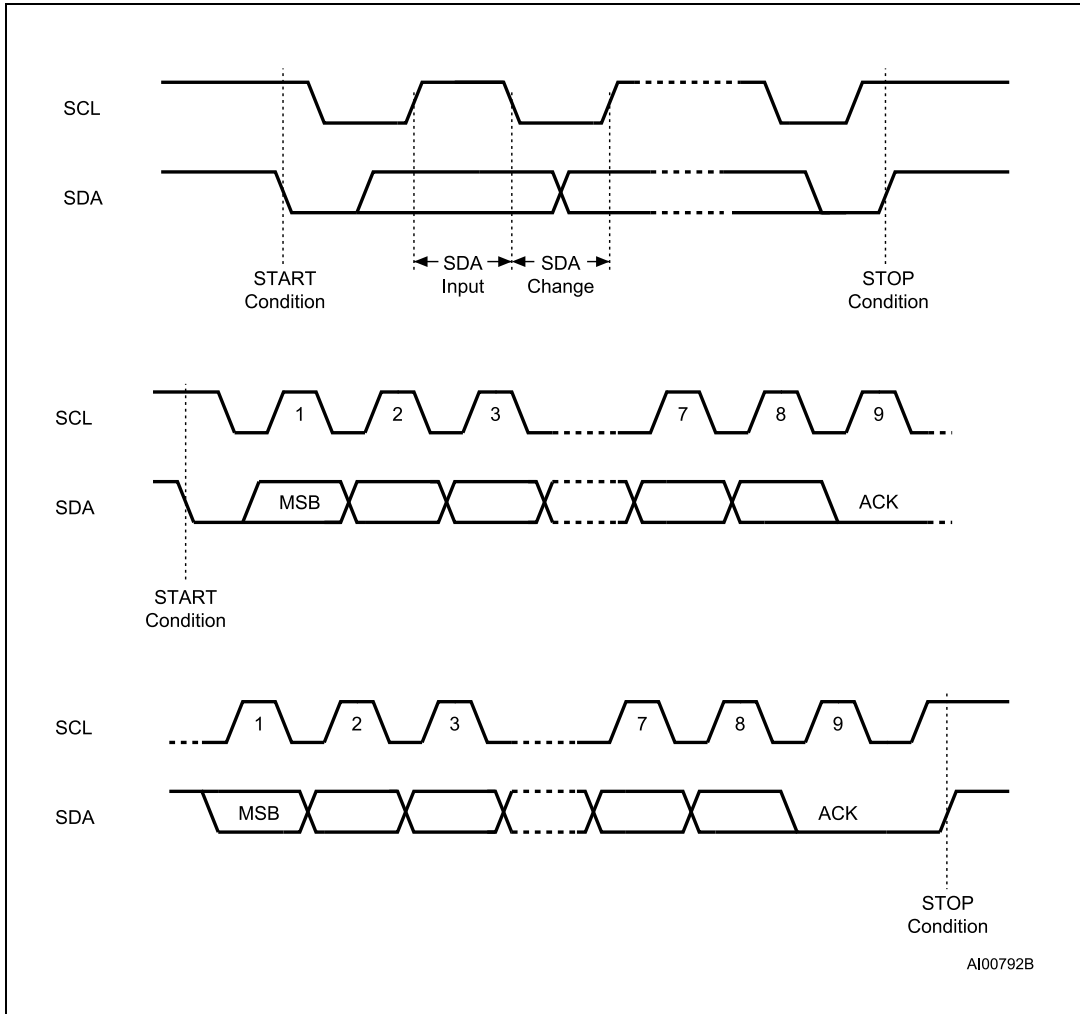 SCL
SDA
START
Condition
SDA
Input
SDA
Change
STOP
Condition
SCL
1 2 3 7 8 9
SDA
MSB
ACK
START
Condition
SCL
1 2 3 7 8 9
SDA
MSB
ACK
STOP
Condition
AI00792B